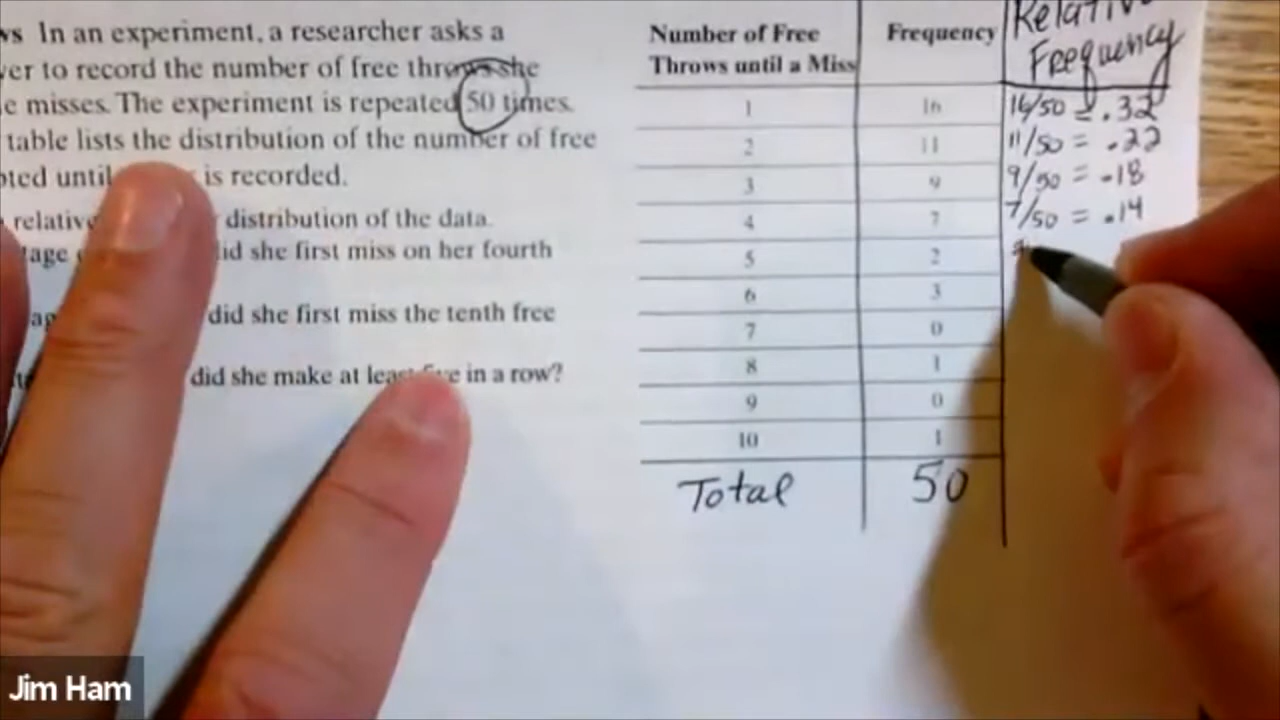 ws In an experiment, a researcher asks a
er to record the number of free throws she
e misses. The experiment is repeated 50 times.
table lists the distribution of the number of free
oted until is recorded.
relative distribution of the data.
tage did she first miss on her fourth
did she first miss the tenth free
did she make at least five in a row?
Number of Free Throws until a Miss Frequency Relative Frequency
1 16 16/50 = .32
2 11 11/50 = .22
3 9 9/50 = .18
4 7 7/50 = .14
5 2
6 3
7 0
8 1
9 0
10 1
Total 50
Jim Ham